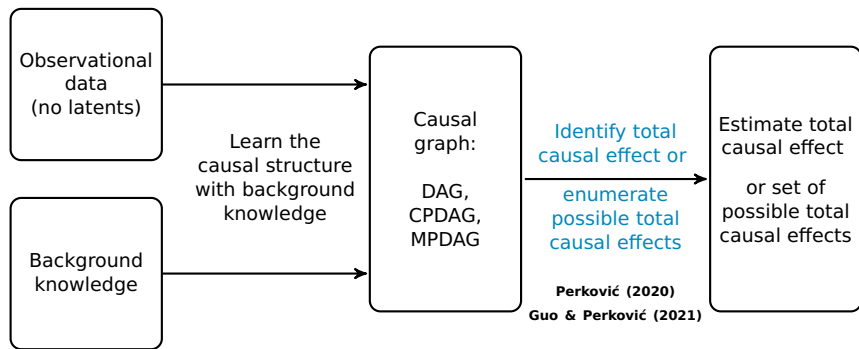 Observational
data
(no latents)
Background
knowledge
Learn the
causal structure
with background
knowledge
Causal
graph:
DAG,
CPDAG,
MPDAG
Identify total
causal effect or
enumerate
possible total
causal effects
Perković (2020)
Guo & Perković (2021)
Estimate total
causal effect
or set of
possible total
causal effects